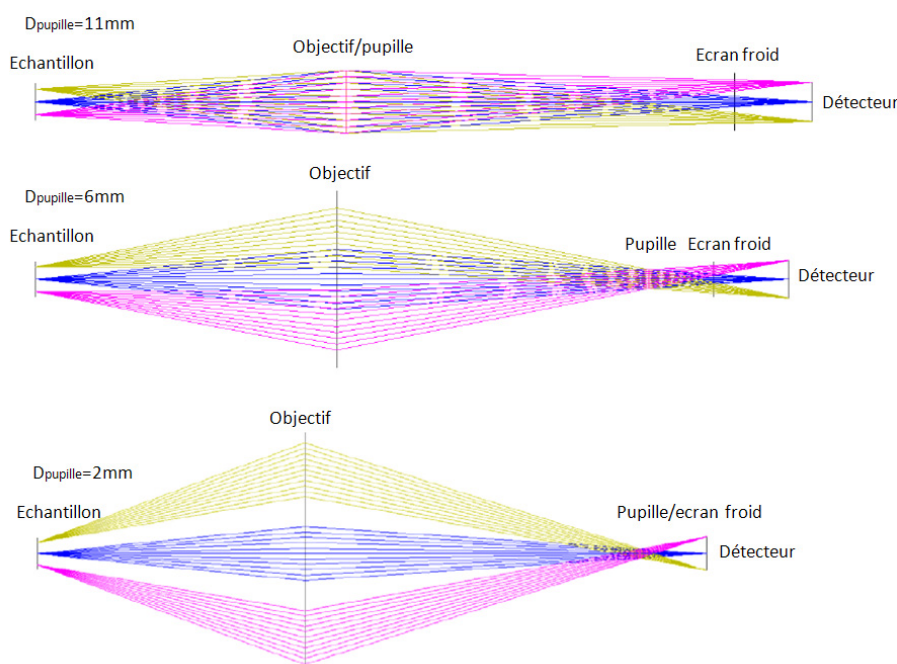 Dpupille=11mm
Objectif/pupille
Echantillon
Ecran froid
Détecteur
Objectif
Dpupille=6mm
Echantillon
Pupille Ecran froid
Détecteur
Objectif
Dpupille=2mm
Echantillon
Pupille/ecran froid
Détecteur